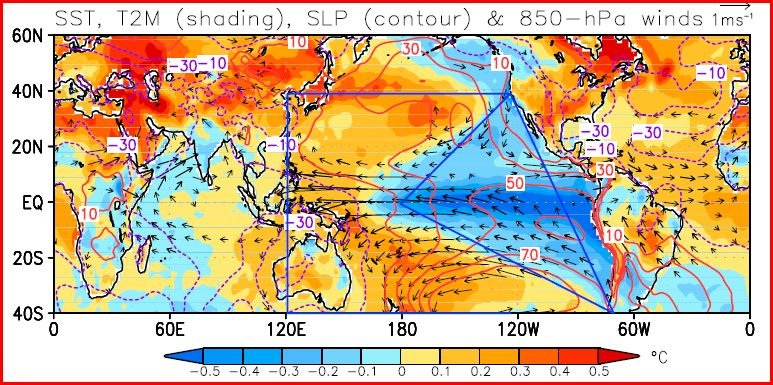 SST, T2M (shading), SLP (contour) & 850−hPa winds 1ms⁻¹
60N
10 30
−30 −10 10 −10
40N
−30 −10 −30 −30
20N −10
30
50
EQ 10 −30
10
20S 70
40S
0 60E 120E 180 120W 60W 0
−0.5 −0.4 −0.3 −0.2 −0.1 0 0.1 0.2 0.3 0.4 0.5 °C